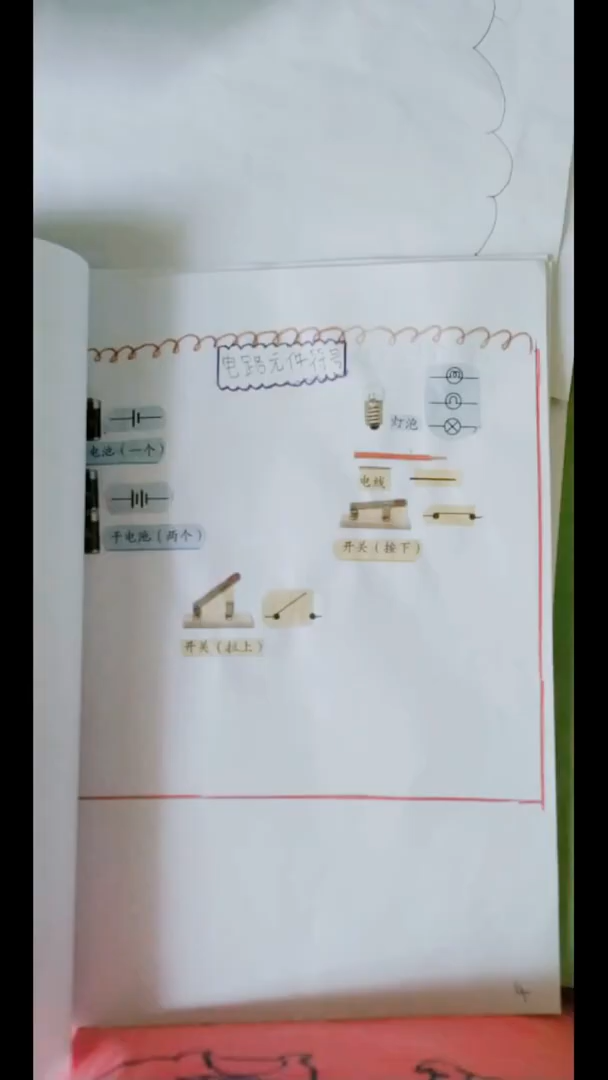 电路元件符号
灯泡
电池（一个）
电线
干电池（两个）
开关（按下）
开关（拉上）
4